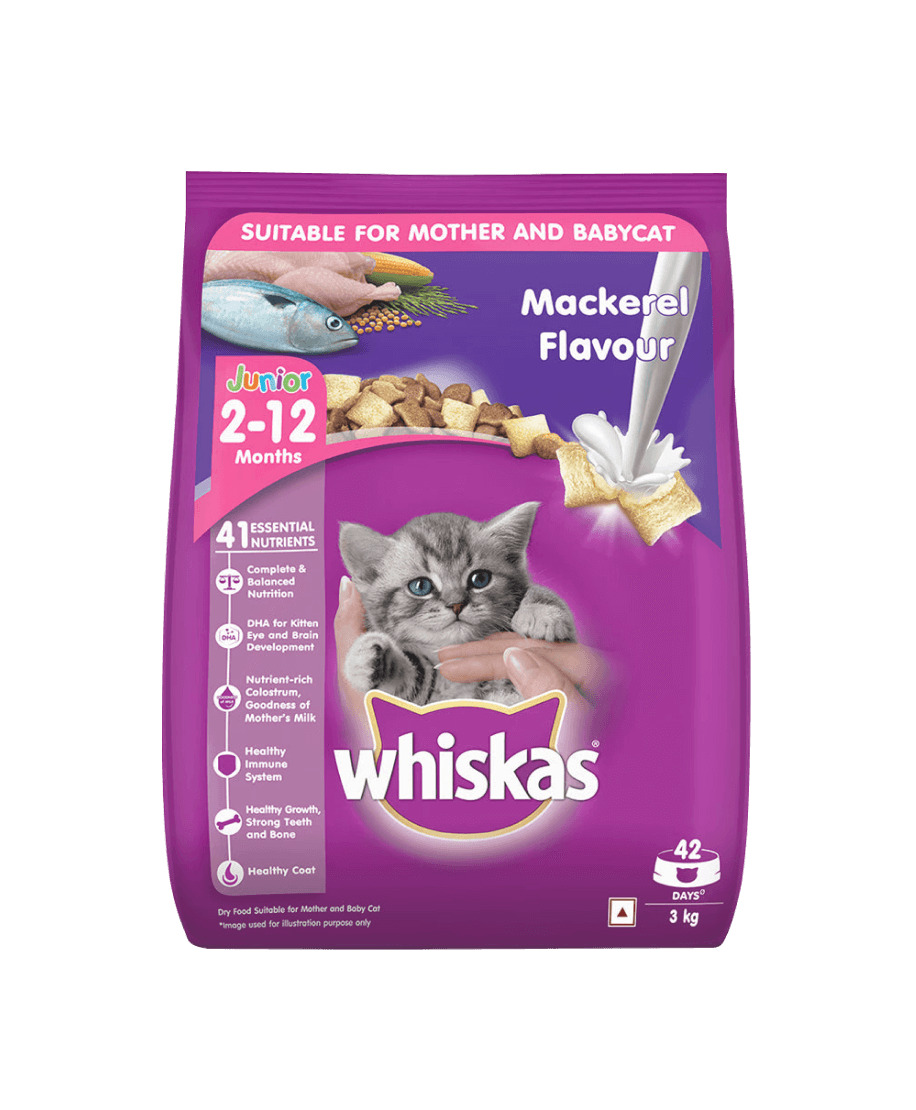 SUITABLE FOR MOTHER AND BABYCAT
Mackerel
Flavour
Junior
2-12
Months
41 ESSENTIAL
NUTRIENTS
Complete &
Balanced
Nutrition
DHA
DHA for Kitten
Eye and Brain
Development
Nutrient-rich
Colostrum,
Goodness of
Mother's Milk
Healthy
Immune
System
Healthy Growth,
Strong Teeth
and Bone
Healthy Coat
whiskas®
42
DAYS
3 kg
Dry Food Suitable for Mother and Baby Cat
*Image used for illustration purpose only